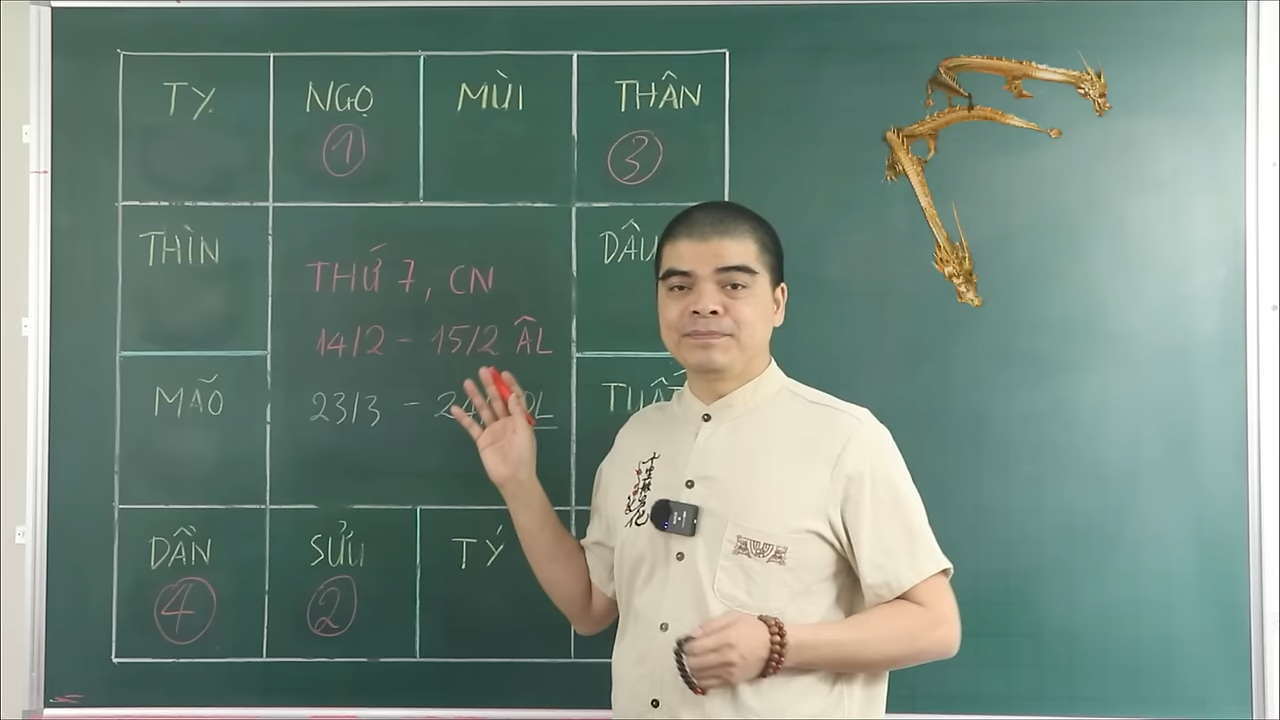 TỴ NGỌ MÙI THÂN
1 3
THÌN
THỨ 7, CN
14/2 - 15/2 ÂL
MÃO
23/3 -
DẦN SỬU TÝ
4 2